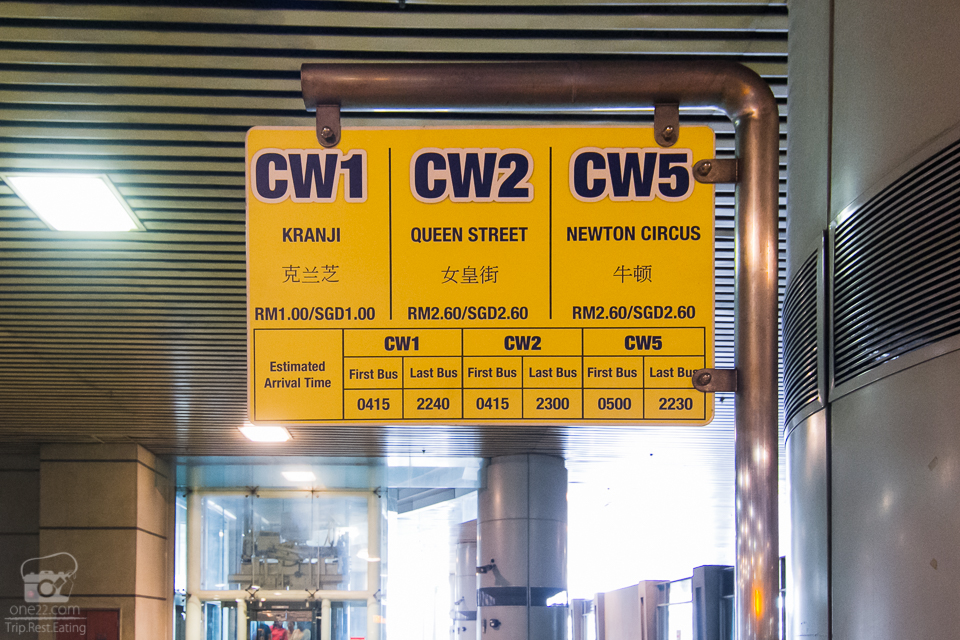 CW1 CW2 CW5
KRANJI QUEEN STREET NEWTON CIRCUS
克兰芝 女皇街 牛顿
RM1.00/SGD1.00 RM2.60/SGD2.60 RM2.60/SGD2.60
CW1 CW2 CW5
Estimated
Arrival Time
First Bus Last Bus First Bus Last Bus First Bus Last Bus
0415 2240 0415 2300 0500 2230
one22.com
Trip.Rest.Eating